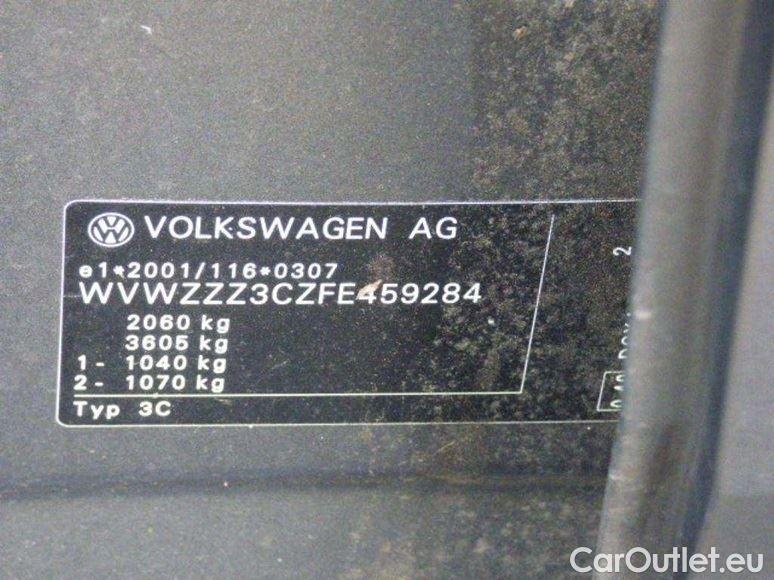 VOLKSWAGEN AG
e1*2001/116*0307
WVWZZZ3CZFE459284
2060 kg
3605 kg
1- 1040 kg
2- 1070 kg
Typ 3C
2
CarOutlet.eu